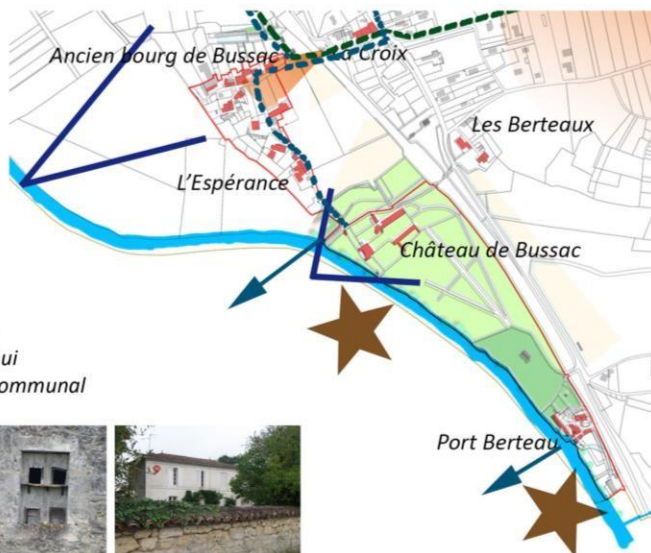 Ancien bourg de Bussac
Croix
Les Berteaux
L'Espérance
Château de Bussac
ui
ommunal
Port Berteau